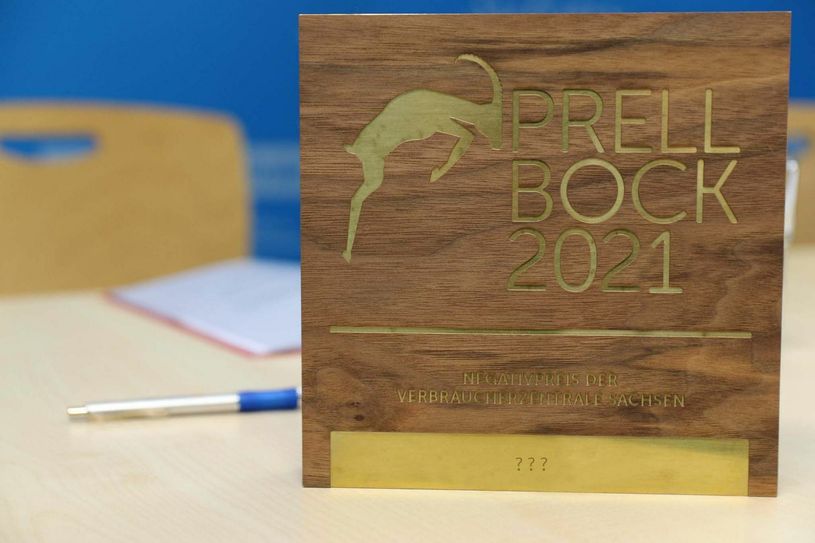 PRELL
BOCK
2021
NEGATIVPREIS DER
VERBRAUCHERZENTRALE SACHSEN
???